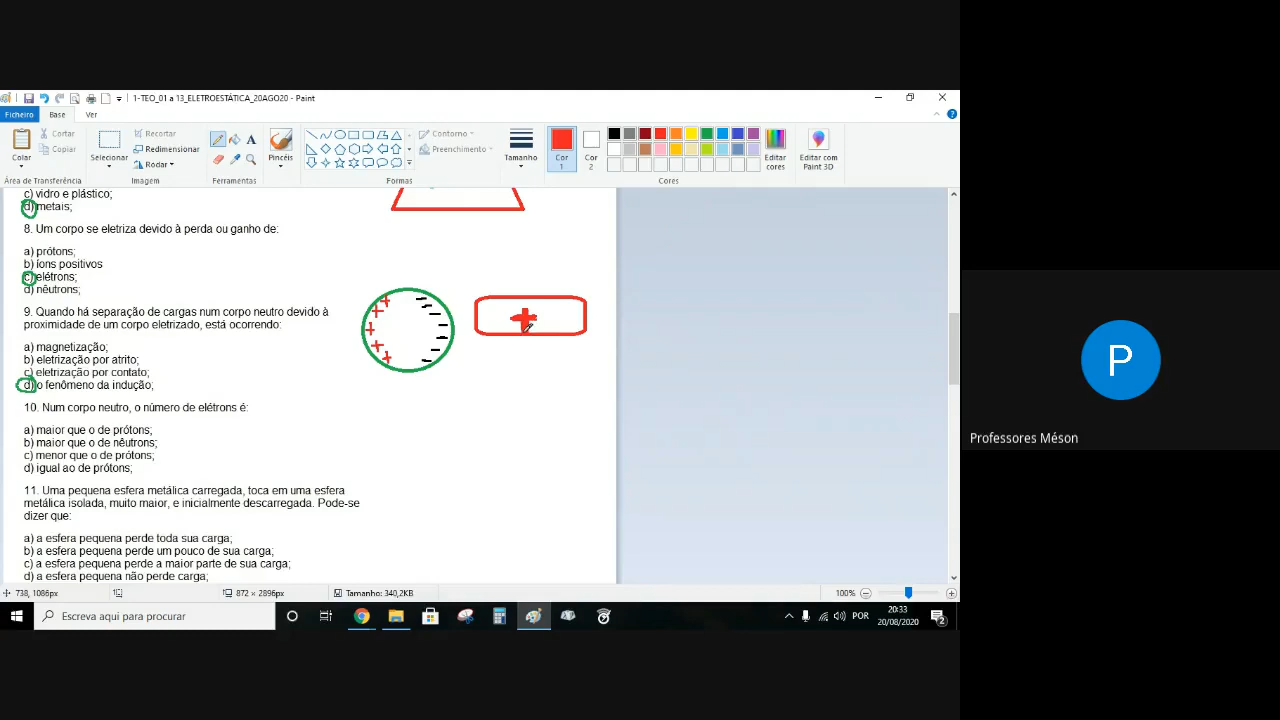 1-TEO_01 a 13_ELETROESTÁTICA_20AGO20 - Paint
Ficheiro Base Ver
Colar
Cortar
Copiar
Área de Transferência
Selecionar
Recortar
Redimensionar
Rodar
Imagem
A
Ferramentas
Pincéis
Contorno
Preenchimento
Formas
Tamanho
Cor 1
Cor 2
Editar cores
Cores
Editar com Paint 3D
c) vidro e plástico;
d) metais;
8. Um corpo se eletriza devido à perda ou ganho de:
a) prótons;
b) íons positivos
c) elétrons;
d) nêutrons;
9. Quando há separação de cargas num corpo neutro devido à
proximidade de um corpo eletrizado, está ocorrendo:
a) magnetização;
b) eletrização por atrito;
c) eletrização por contato;
d) o fenômeno da indução;
+ + + + + +
- - - - - - - -
+
10. Num corpo neutro, o número de elétrons é:
a) maior que o de prótons;
b) maior que o de nêutrons;
c) menor que o de prótons;
d) igual ao de prótons;
11. Uma pequena esfera metálica carregada, toca em uma esfera
metálica isolada, muito maior, e inicialmente descarregada. Pode-se
dizer que:
a) a esfera pequena perde toda sua carga;
b) a esfera pequena perde um pouco de sua carga;
c) a esfera pequena perde a maior parte de sua carga;
d) a esfera pequena não perde carga;
738, 1086px
872 × 2896px
Tamanho: 340,2KB
100%
Escreva aqui para procurar
POR
20:33
20/08/2020
2
P
Professores Méson